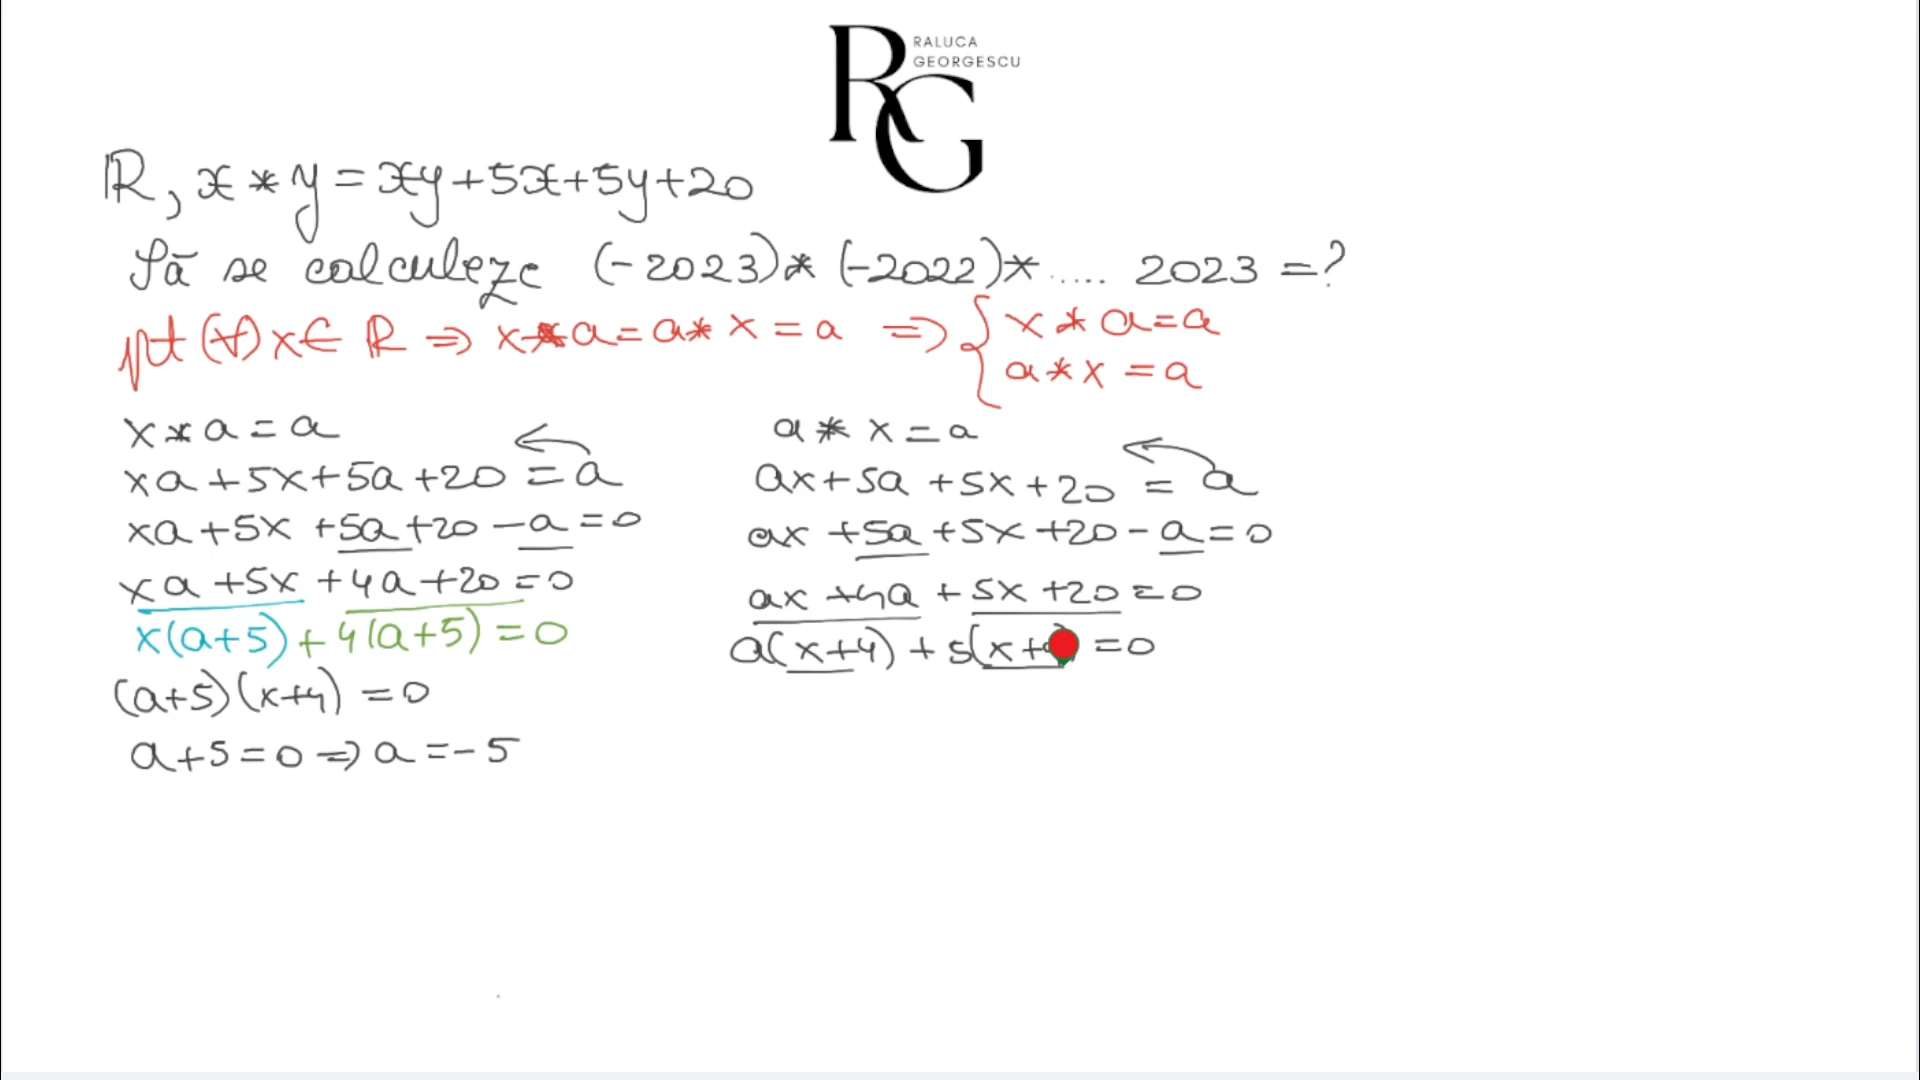 RALUCA
GEORGESCU
RG
ℝ, x * y = xy + 5x + 5y + 20
Să se calculeze (-2023) * (-2022) * ..... 2023 = ?
pt (∀) x ∈ ℝ ⇒ x * a = a * x = a ⇒ { x * a = a
a * x = a
x * a = a
xa + 5x + 5a + 20 = a
xa + 5x + 5a + 20 - a = 0
xa + 5x + 4a + 20 = 0
x(a+5) + 4(a+5) = 0
(a+5)(x+4) = 0
a + 5 = 0 ⇒ a = -5
a * x = a
ax + 5a + 5x + 20 = a
ax + 5a + 5x + 20 - a = 0
ax + 4a + 5x + 20 = 0
a(x+4) + 5(x+ ) = 0